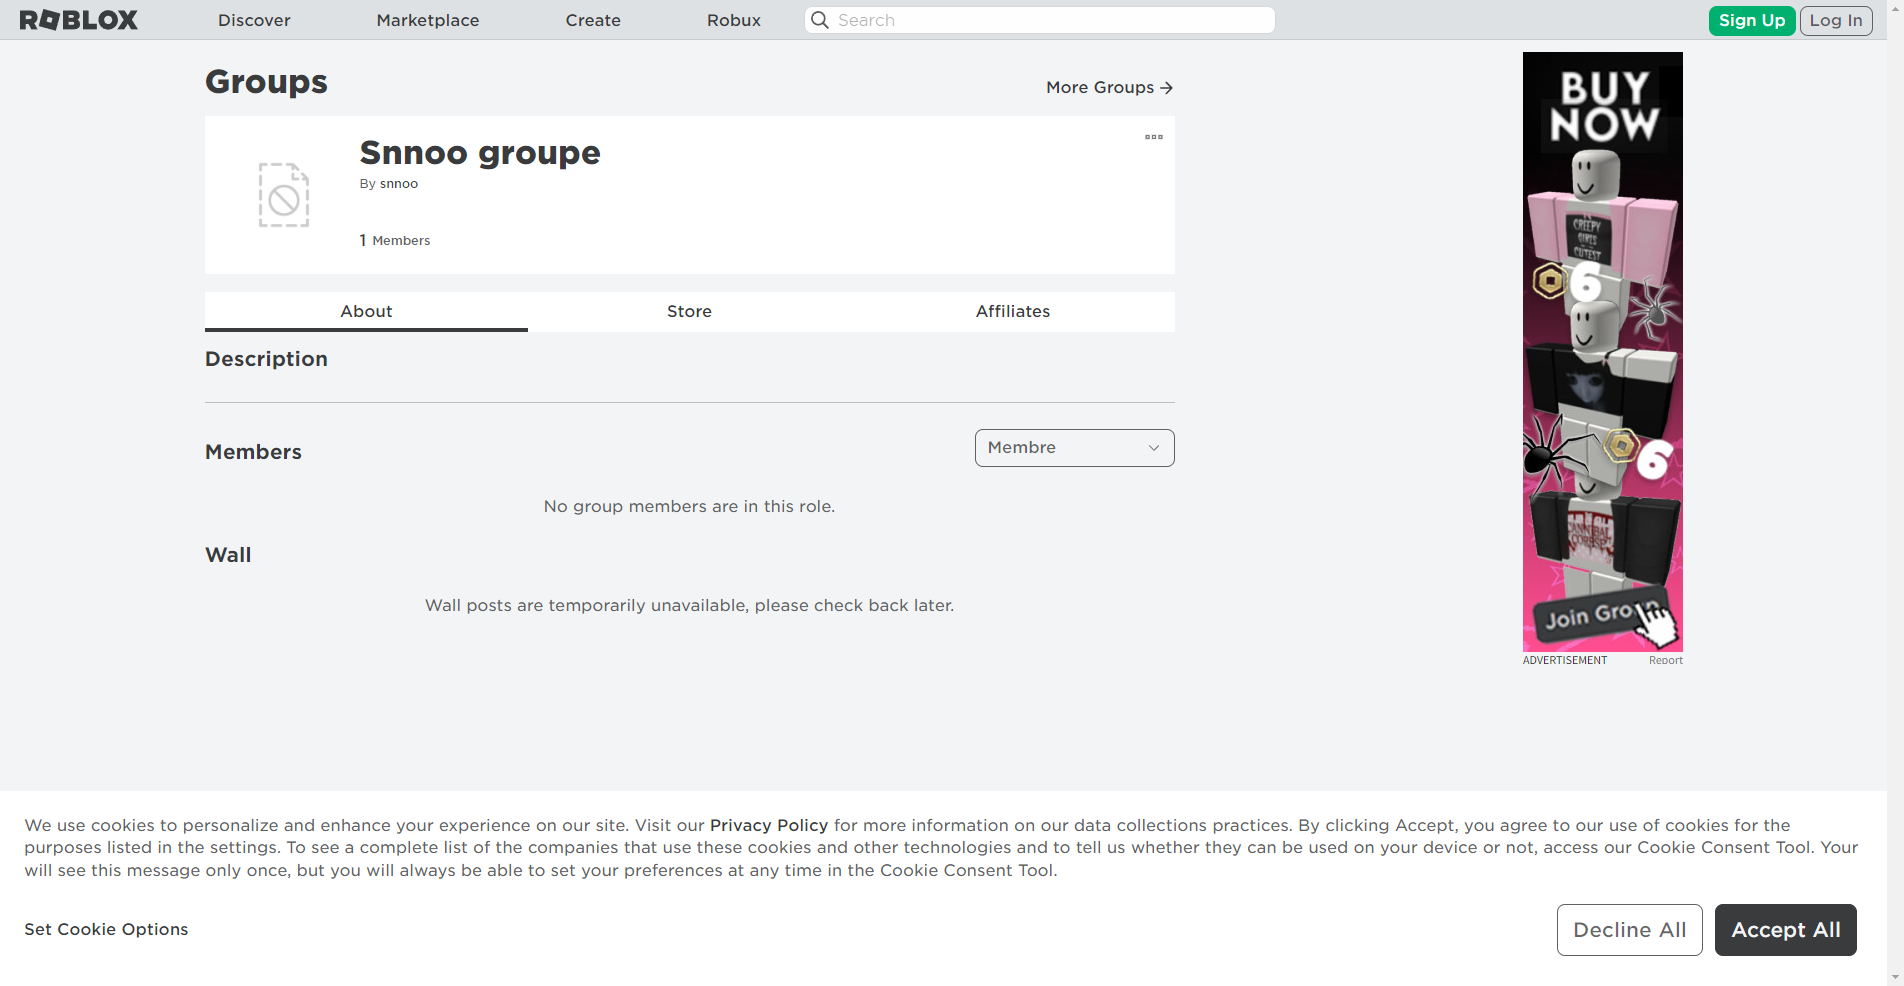 ROBLOX
Discover
Marketplace
Create
Robux
Search
Sign Up
Log In
Groups
More Groups
Snnoo groupe
By snnoo
1 Members
About
Store
Affiliates
Description
Members
Membre
No group members are in this role.
Wall
Wall posts are temporarily unavailable, please check back later.
BUY
NOW
CREEPY
GIRLS
CUTEST
6
6
CANNIBAL
CORPSE
Join Group
ADVERTISEMENT
Report
We use cookies to personalize and enhance your experience on our site. Visit our Privacy Policy for more information on our data collections practices. By clicking Accept, you agree to our use of cookies for the
purposes listed in the settings. To see a complete list of the companies that use these cookies and other technologies and to tell us whether they can be used on your device or not, access our Cookie Consent Tool. Your
will see this message only once, but you will always be able to set your preferences at any time in the Cookie Consent Tool.
Set Cookie Options
Decline All
Accept All